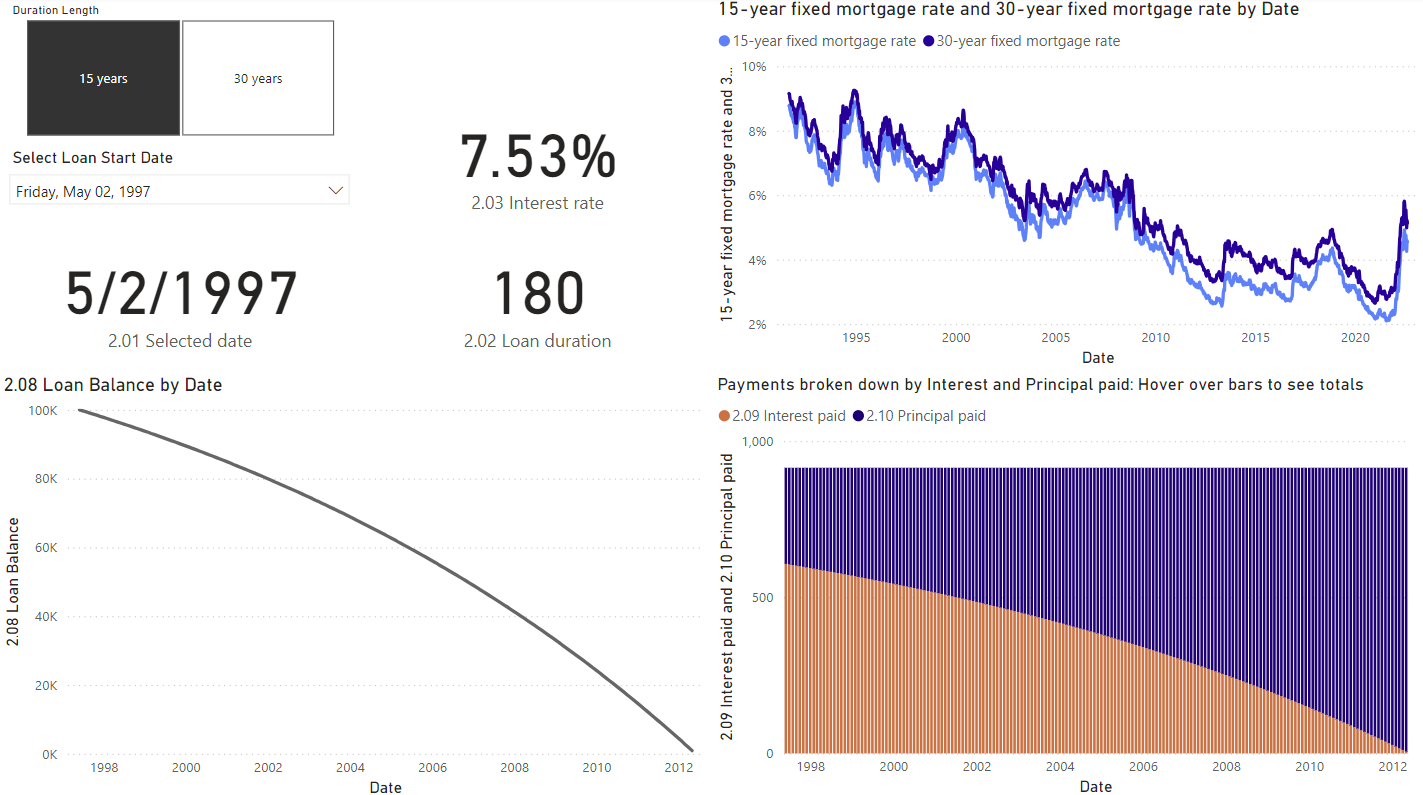 Duration Length
15 years
30 years
Select Loan Start Date
Friday, May 02, 1997
7.53%
2.03 Interest rate
5/2/1997
2.01 Selected date
180
2.02 Loan duration
15-year fixed mortgage rate and 30-year fixed mortgage rate by Date
15-year fixed mortgage rate 30-year fixed mortgage rate
15-year fixed mortgage rate and 3...
10%
8%
6%
4%
2%
1995 2000 2005 2010 2015 2020
Date
2.08 Loan Balance by Date
2.08 Loan Balance
100K
80K
60K
40K
20K
0K
1998 2000 2002 2004 2006 2008 2010 2012
Date
Payments broken down by Interest and Principal paid: Hover over bars to see totals
2.09 Interest paid 2.10 Principal paid
2.09 Interest paid and 2.10 Principal paid
1,000
500
0
1998 2000 2002 2004 2006 2008 2010 2012
Date